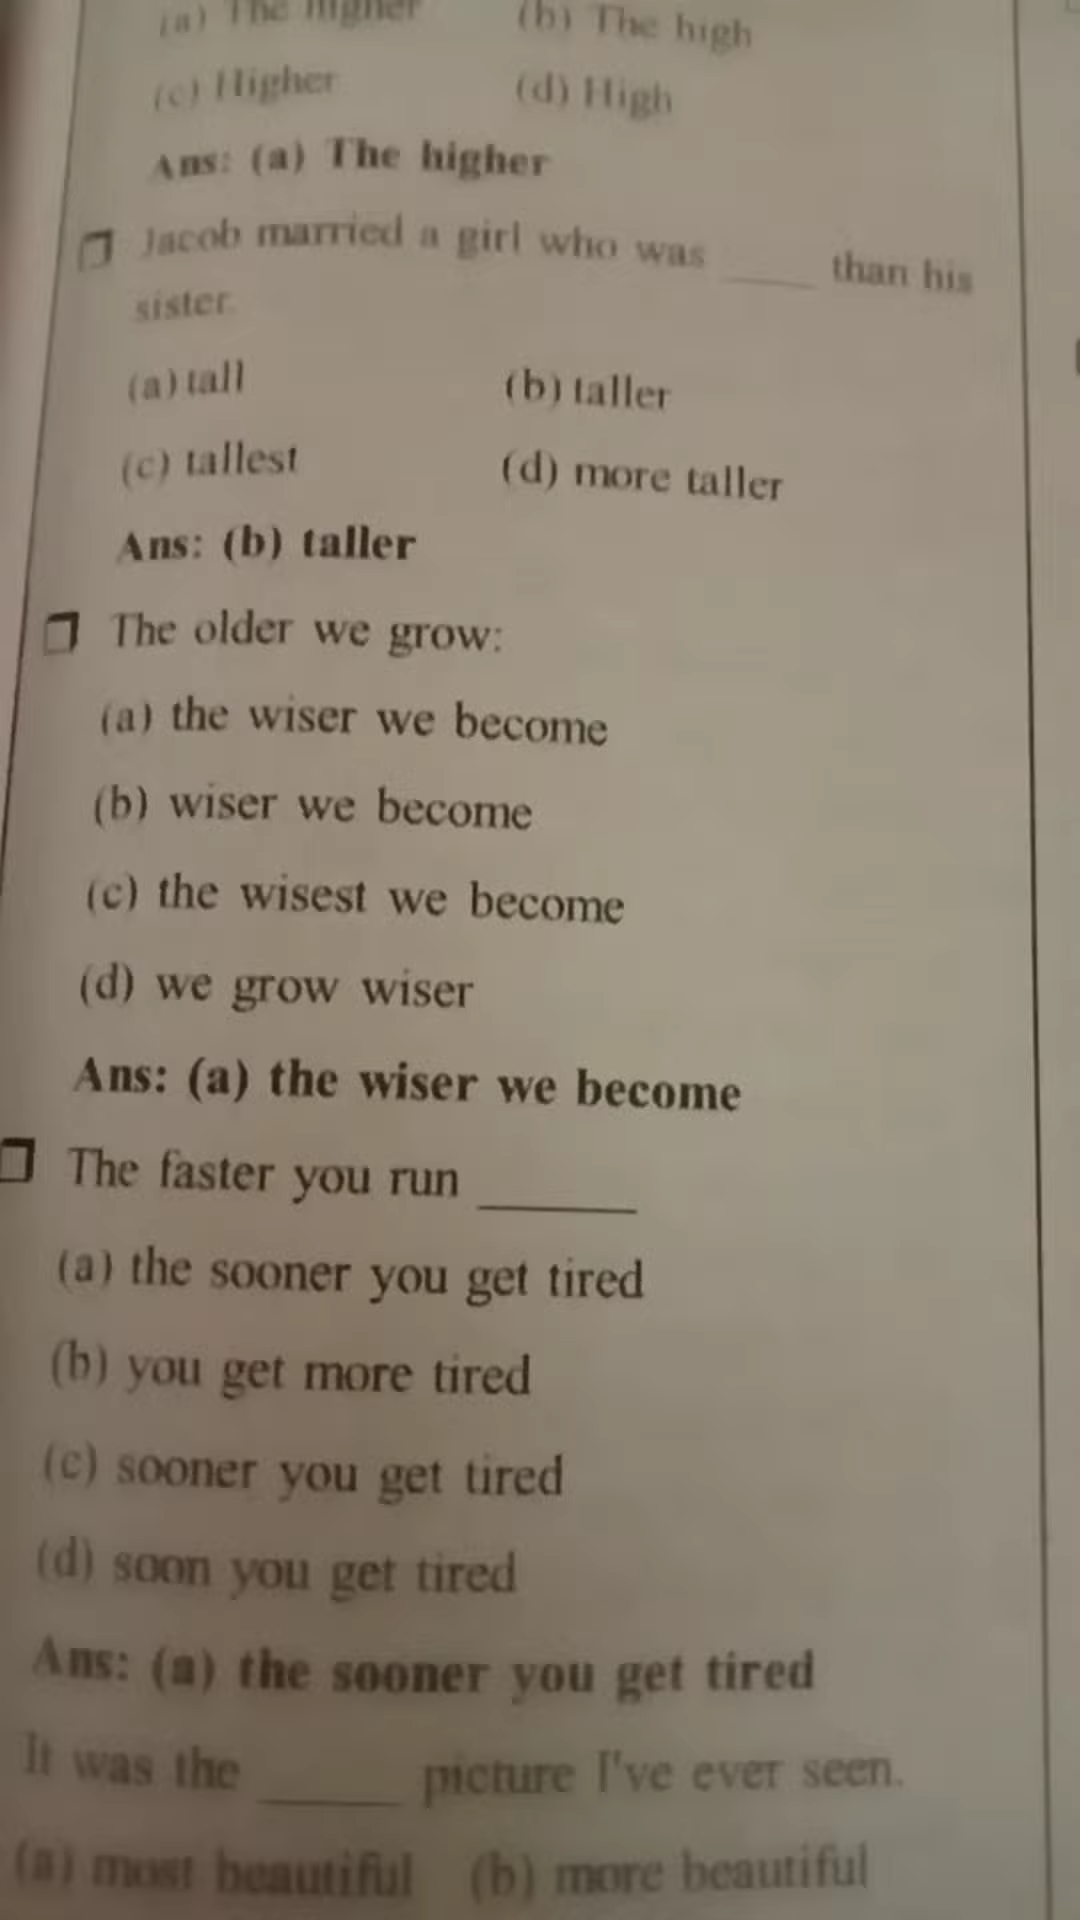 (a) The higher (b) The high
(c) Higher (d) High
Ans: (a) The higher
Jacob married a girl who was ____ than his
sister.
(a) tall (b) taller
(c) tallest (d) more taller
Ans: (b) taller
The older we grow:
(a) the wiser we become
(b) wiser we become
(c) the wisest we become
(d) we grow wiser
Ans: (a) the wiser we become
The faster you run ______
(a) the sooner you get tired
(b) you get more tired
(c) sooner you get tired
(d) soon you get tired
Ans: (a) the sooner you get tired
It was the ______ picture I've ever seen.
(a) most beautiful (b) more beautiful